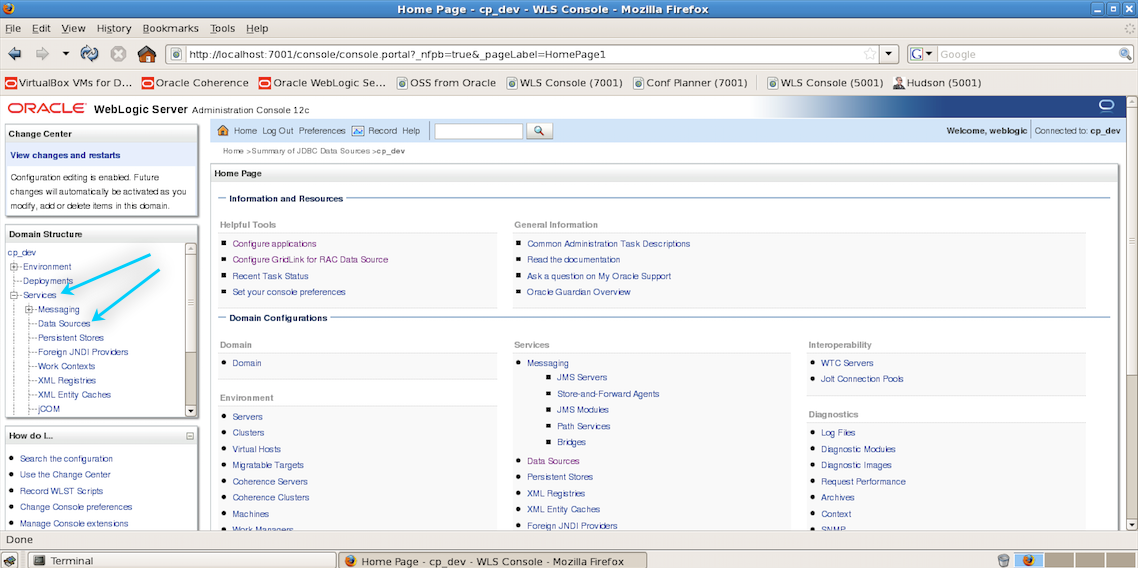 Home Page - cp_dev - WLS Console - Mozilla Firefox
File Edit View History Bookmarks Tools Help
http://localhost:7001/console/console.portal?_nfpb=true&_pageLabel=HomePage1
Google
VirtualBox VMs for D... Oracle Coherence Oracle WebLogic Se... OSS from Oracle WLS Console (7001) Conf Planner (7001) WLS Console (5001) Hudson (5001)
ORACLE WebLogic Server Administration Console 12c
Change Center
View changes and restarts
Configuration editing is enabled. Future
changes will automatically be activated as you
modify, add or delete items in this domain.
Domain Structure
cp_dev
Environment
Deployments
Services
Messaging
Data Sources
Persistent Stores
Foreign JNDI Providers
Work Contexts
XML Registries
XML Entity Caches
jCOM
How do I...
Search the configuration
Use the Change Center
Record WLST Scripts
Change Console preferences
Manage Console extensions
Home Log Out Preferences Record Help
Welcome, weblogic Connected to: cp_dev
Home >Summary of JDBC Data Sources >cp_dev
Home Page
Information and Resources
Helpful Tools
Configure applications
Configure GridLink for RAC Data Source
Recent Task Status
Set your console preferences
General Information
Common Administration Task Descriptions
Read the documentation
Ask a question on My Oracle Support
Oracle Guardian Overview
Domain Configurations
Domain
Domain
Environment
Servers
Clusters
Virtual Hosts
Migratable Targets
Coherence Servers
Coherence Clusters
Machines
Work Managers
Services
Messaging
JMS Servers
Store-and-Forward Agents
JMS Modules
Path Services
Bridges
Data Sources
Persistent Stores
XML Registries
XML Entity Caches
Foreign JNDI Providers
Interoperability
WTC Servers
Jolt Connection Pools
Diagnostics
Log Files
Diagnostic Modules
Diagnostic Images
Request Performance
Archives
Context
SNMP
Done
Terminal
Home Page - cp_dev - WLS Console - Mozilla Firefox